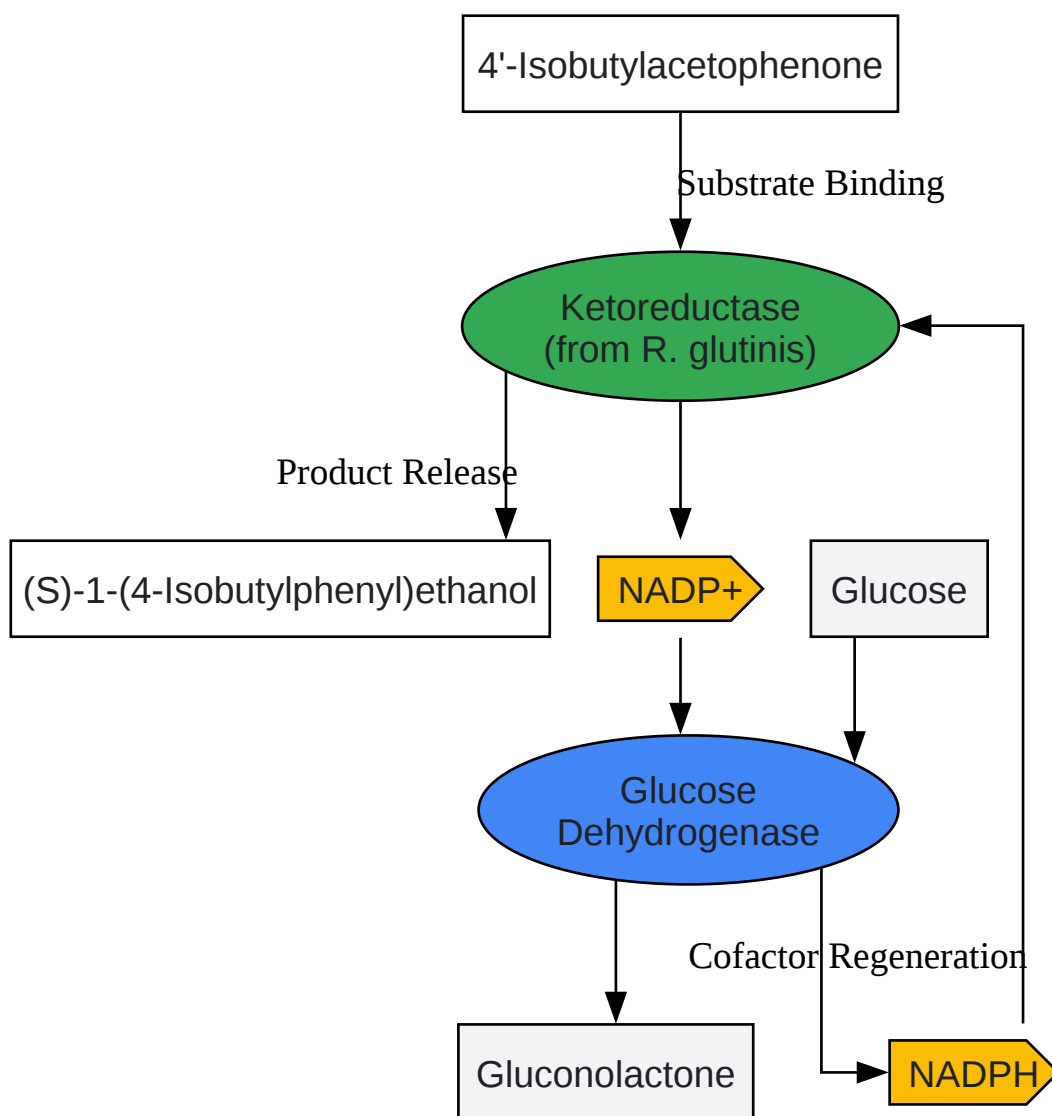 4'-Isobutylacetophenone
Substrate Binding
Ketoreductase
(from R. glutinis)
Product Release
(S)-1-(4-Isobutylphenyl)ethanol
NADP+
Glucose
Glucose
Dehydrogenase
Cofactor Regeneration
Gluconolactone
NADPH